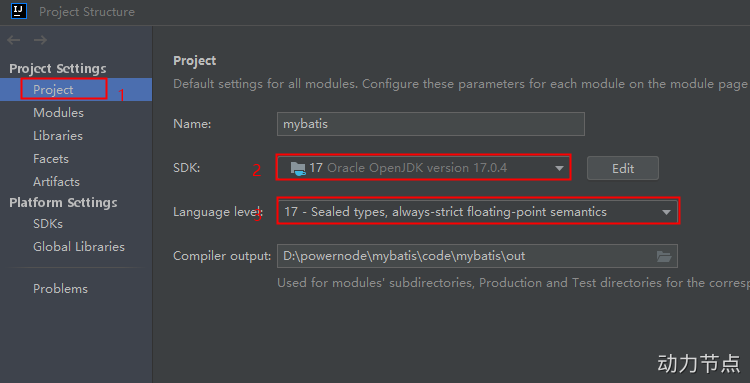 IJ Project Structure
Project Settings
Project 1
Modules
Libraries
Facets
Artifacts
Platform Settings
SDKs
Global Libraries
Problems
Project
Default settings for all modules. Configure these parameters for each module on the module page
Name: mybatis
SDK: 2 17 Oracle OpenJDK version 17.0.4 Edit
Language level: 3 17 - Sealed types, always-strict floating-point semantics
Compiler output: D:\powernode\mybatis\code\mybatis\out
Used for modules' subdirectories, Production and Test directories for the corresp
动力节点